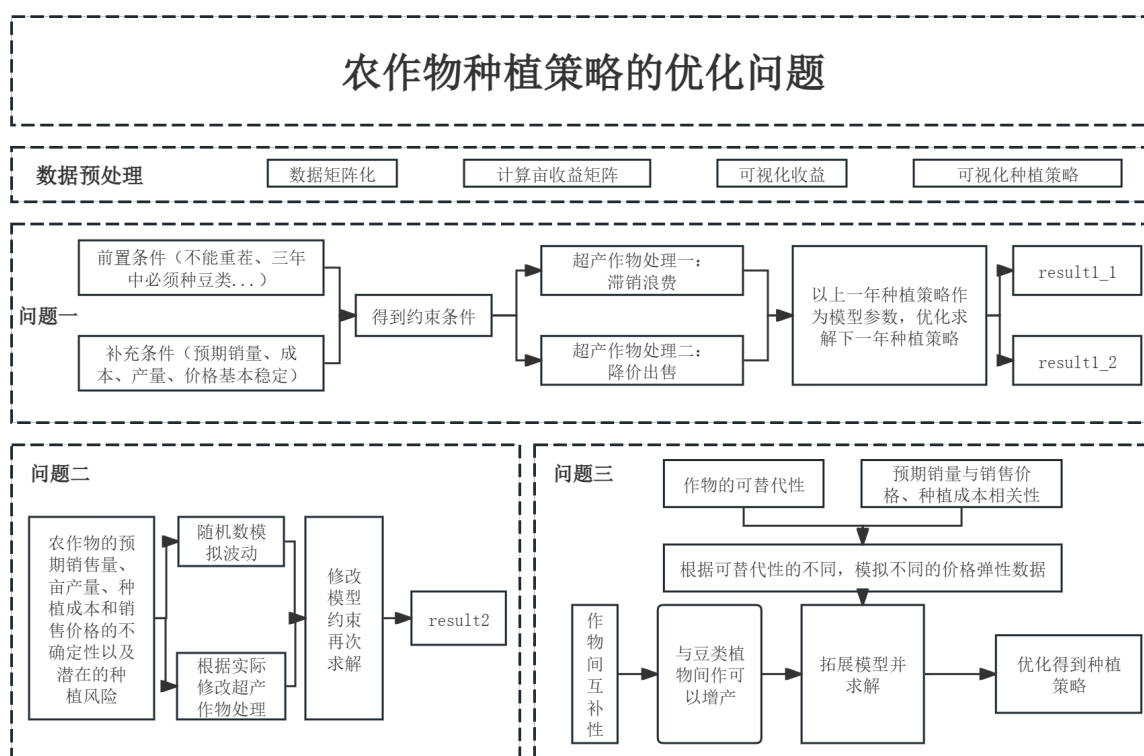 农作物种植策略的优化问题
数据预处理
数据矩阵化
计算亩收益矩阵
可视化收益
可视化种植策略
问题一
前置条件（不能重茬、三年
中必须种豆类...）
补充条件（预期销量、成
本、产量、价格基本稳定）
得到约束条件
超产作物处理一：
滞销浪费
超产作物处理二：
降价出售
以上一年种植策略作
为模型参数，优化求
解下一年种植策略
result1_1
result1_2
问题二
农作物的预
期销售量、
亩产量、种
植成本和销
售价格的不
确定性以及
潜在的种
植风险
随机数模
拟波动
根据实际
修改超产
作物处理
修改
模型
约束
再次
求解
result2
问题三
作物的可替代性
预期销量与销售价
格、种植成本相关性
根据可替代性的不同，模拟不同的价格弹性数据
作
物
间
互
补
性
与豆类植
物间作可
以增产
拓展模型并
求解
优化得到种植
策略